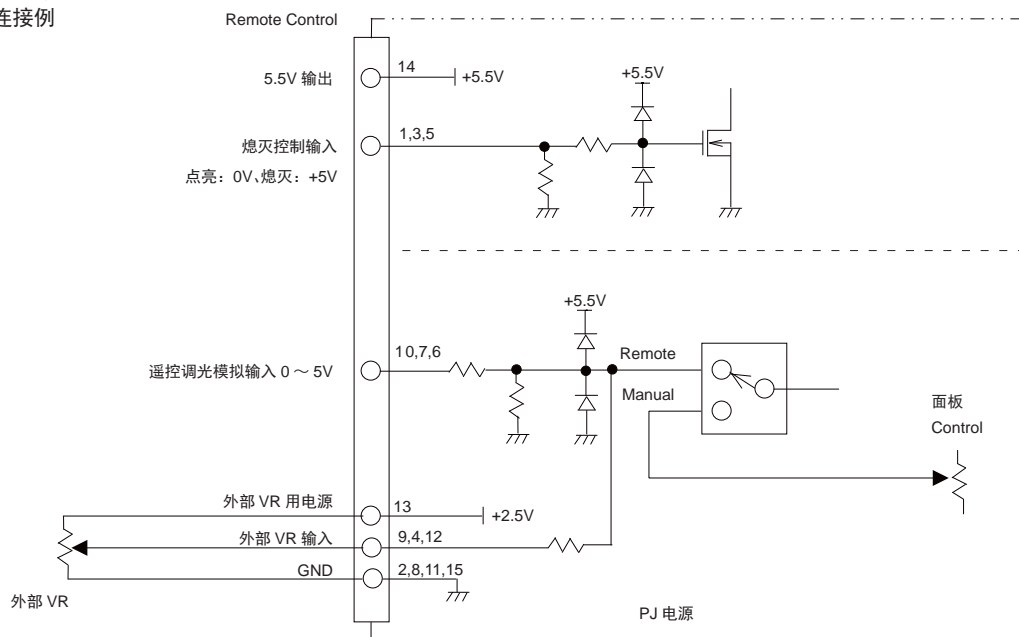 连接例
Remote Control
5.5V 输出
14
+5.5V
+5.5V
熄灭控制输入
1,3,5
点亮：0V、熄灭：+5V
+5.5V
遥控调光模拟输入 0 ～ 5V
10,7,6
Remote
Manual
面板
Control
外部 VR 用电源
13
+2.5V
外部 VR 输入
9,4,12
GND
2,8,11,15
外部 VR
PJ 电源